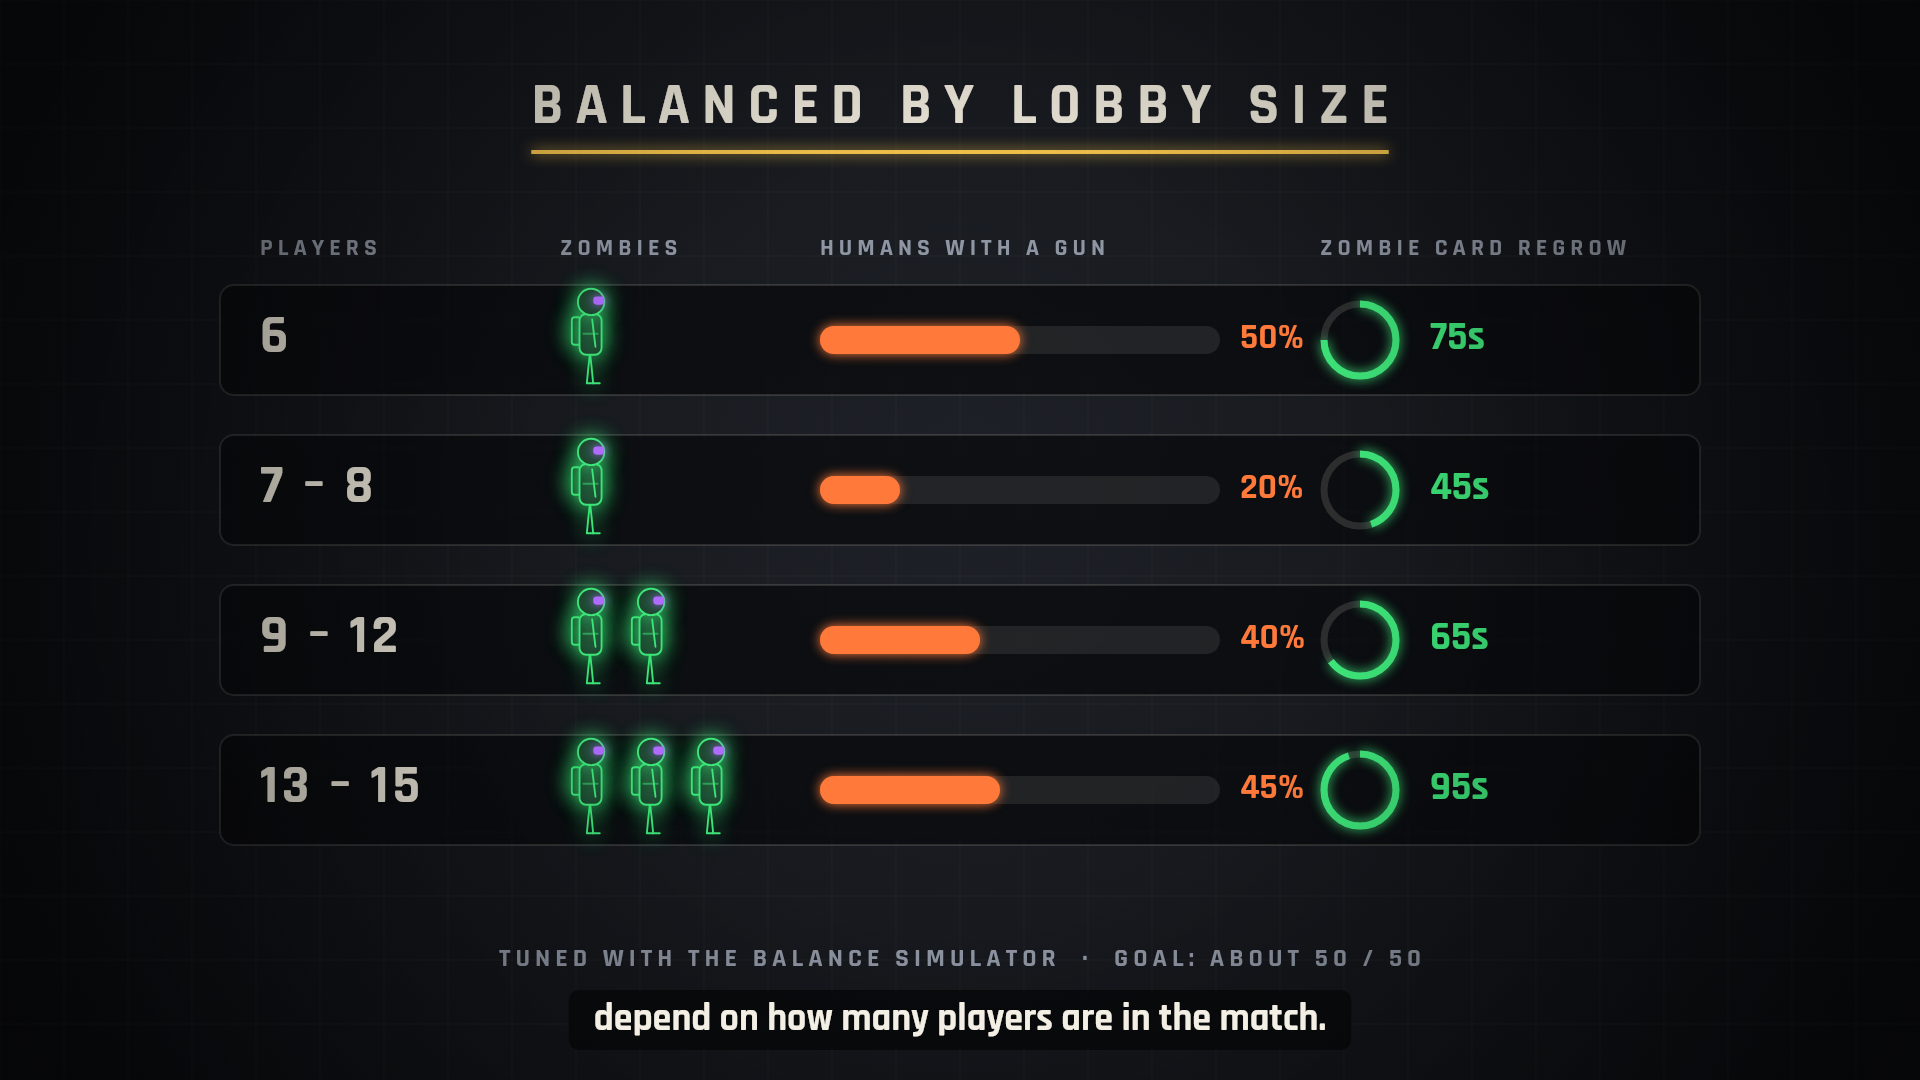 BALANCED BY LOBBY SIZE
PLAYERS ZOMBIES HUMANS WITH A GUN ZOMBIE CARD REGROW
6 50% 75s
7 – 8 20% 45s
9 – 12 40% 65s
13 – 15 45% 95s
TUNED WITH THE BALANCE SIMULATOR · GOAL: ABOUT 50 / 50
depend on how many players are in the match.